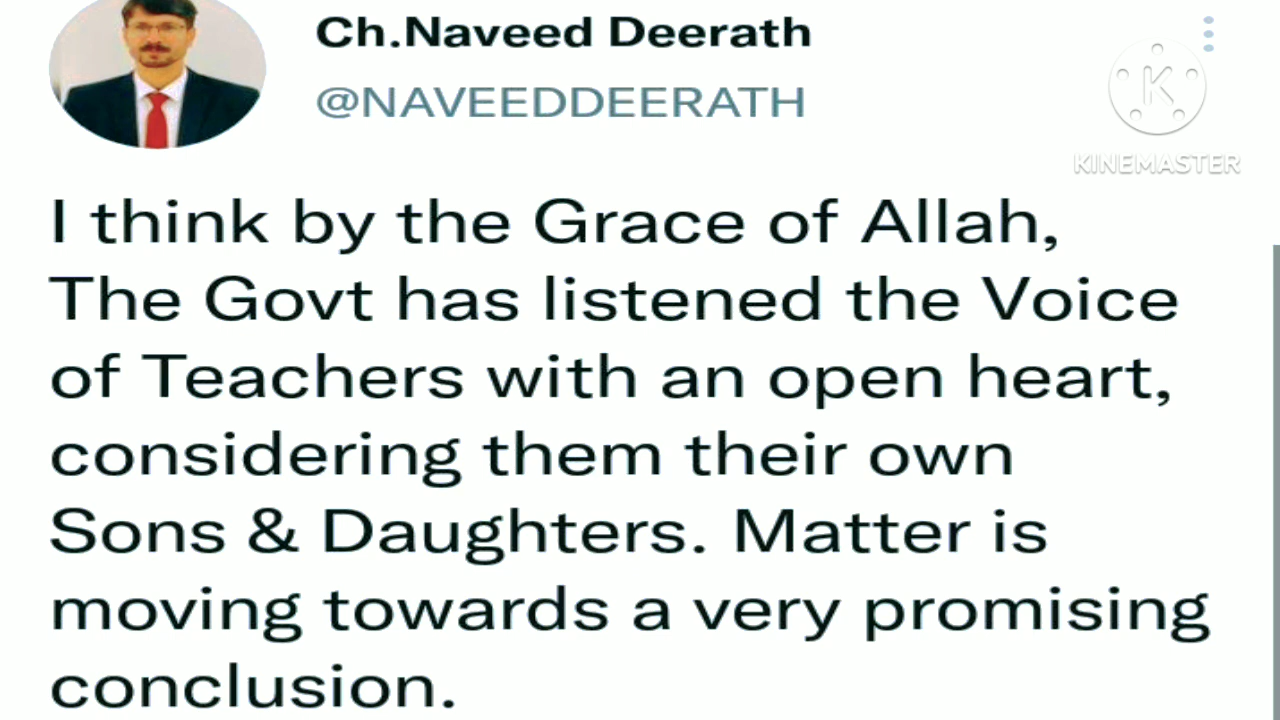 Ch.Naveed Deerath
@NAVEEDDEERATH
K
KINEMASTER
I think by the Grace of Allah,
The Govt has listened the Voice
of Teachers with an open heart,
considering them their own
Sons & Daughters. Matter is
moving towards a very promising
conclusion.